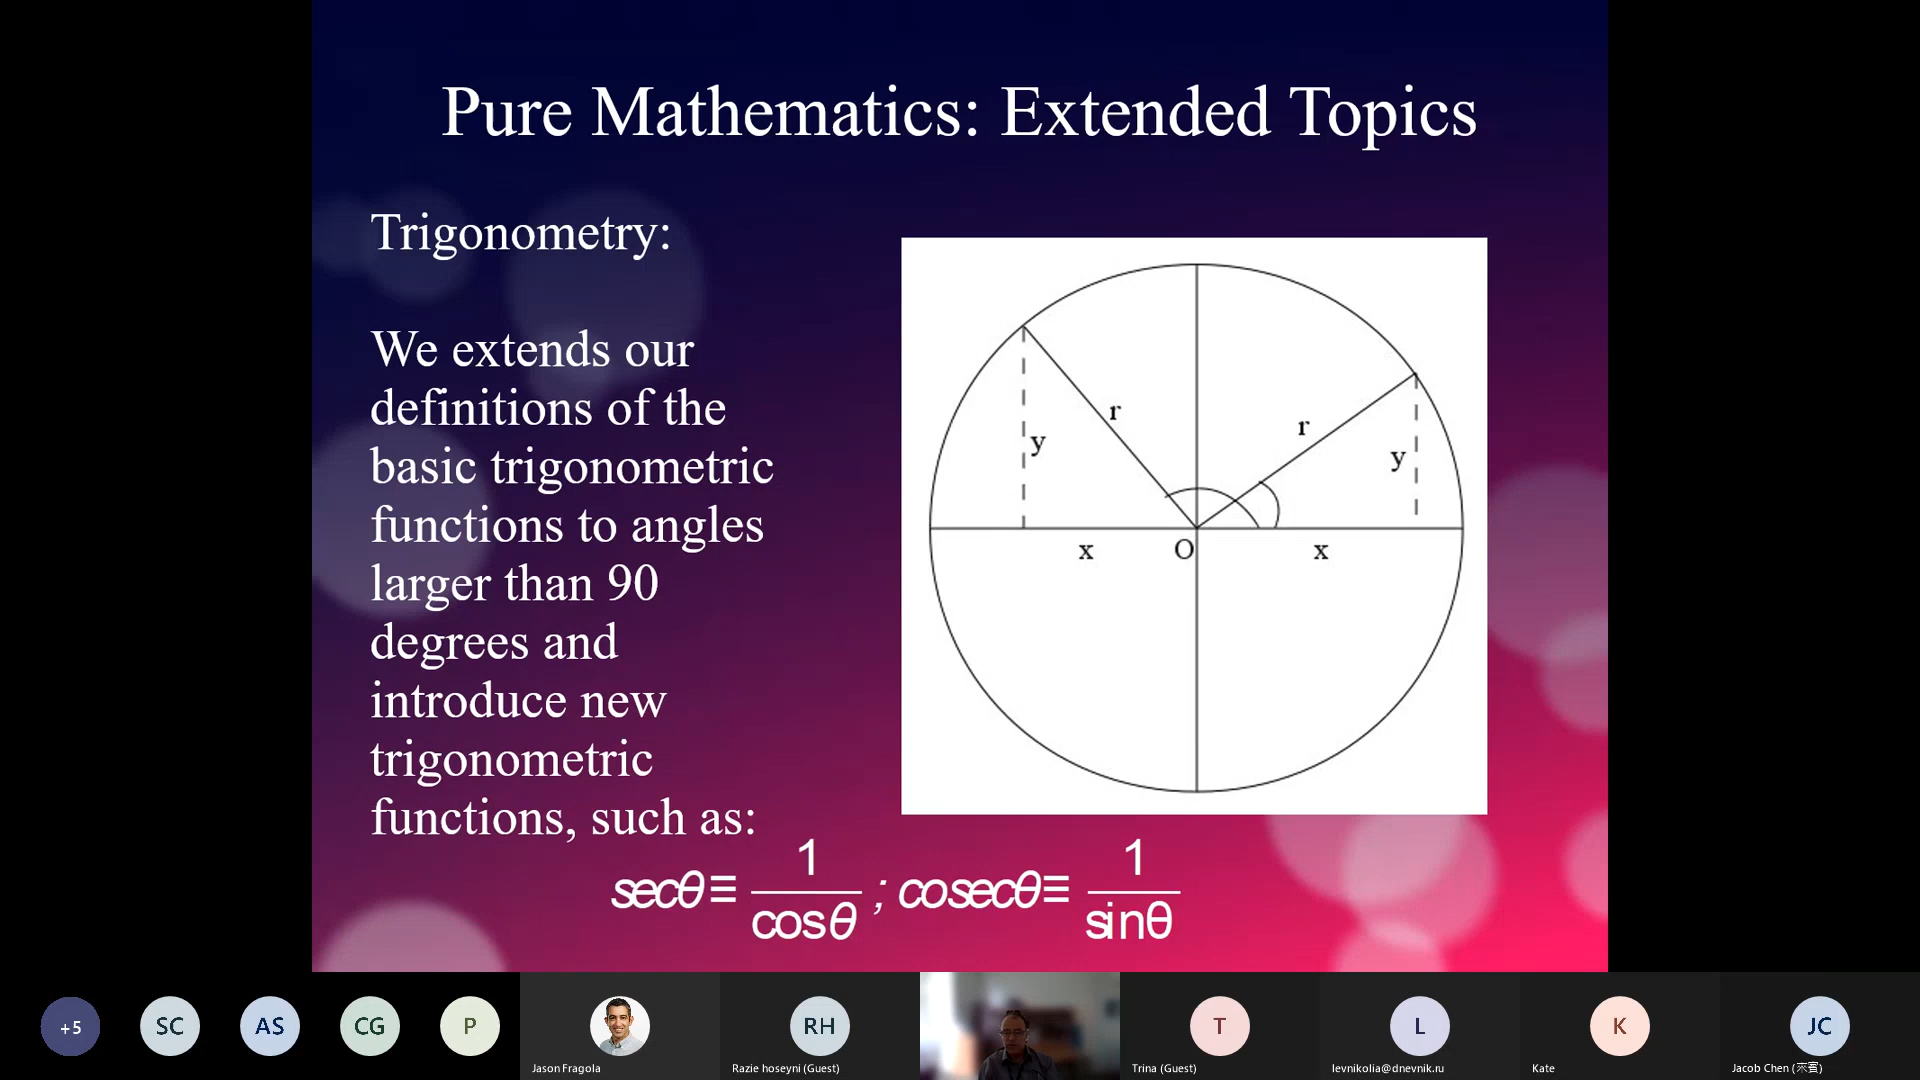 Pure Mathematics: Extended Topics
Trigonometry:
We extends our
definitions of the
basic trigonometric
functions to angles
larger than 90
degrees and
introduce new
trigonometric
functions, such as:
r
y
r
y
x
O
x
secθ≡ 1/cosθ ; cosecθ≡ 1/sinθ
+5
SC
AS
CG
P
Jason Fragola
RH
Razie hoseyni (Guest)
T
Trina (Guest)
L
levnikolia@dnevnik.ru
K
Kate
JC
Jacob Chen (来賓)